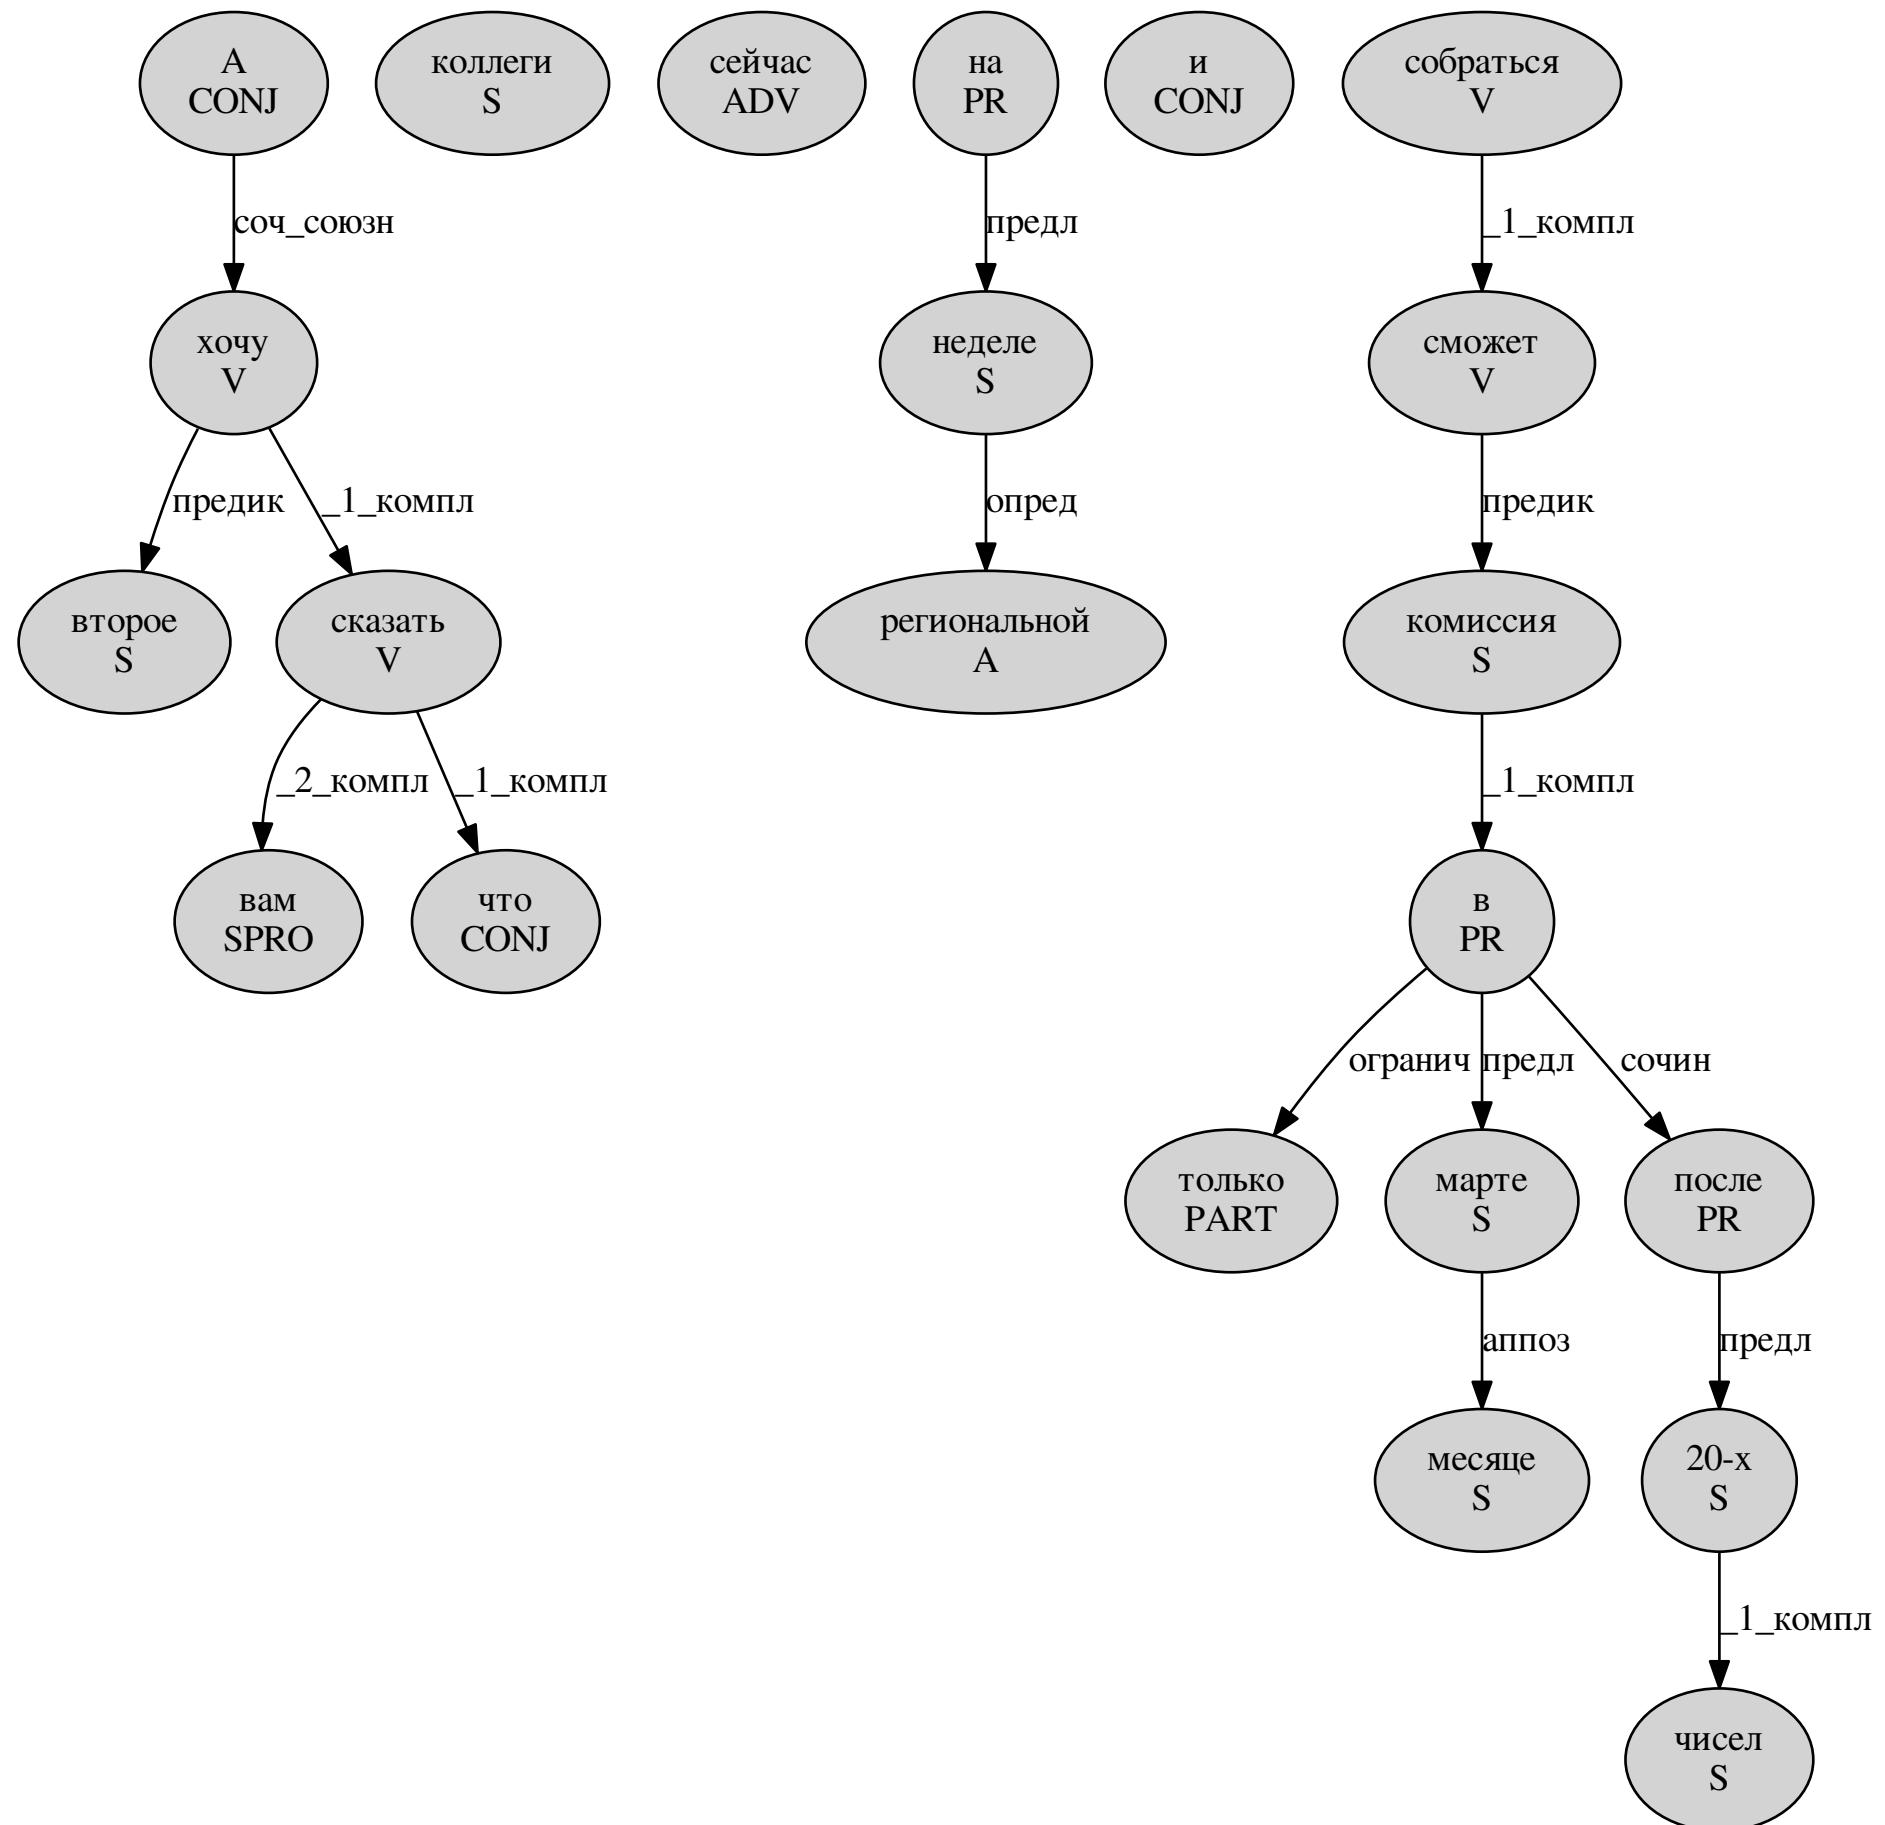 А
CONJ
коллеги
S
сейчас
ADV
на
PR
и
CONJ
собраться
V
соч_союзн
предл
_1_компл
хочу
V
неделе
S
сможет
V
предик
_1_компл
опред
предик
второе
S
сказать
V
региональной
A
комиссия
S
_2_компл
_1_компл
_1_компл
вам
SPRO
что
CONJ
в
PR
огранич
предл
сочин
только
PART
марте
S
после
PR
аппоз
предл
месяце
S
20-х
S
_1_компл
чисел
S